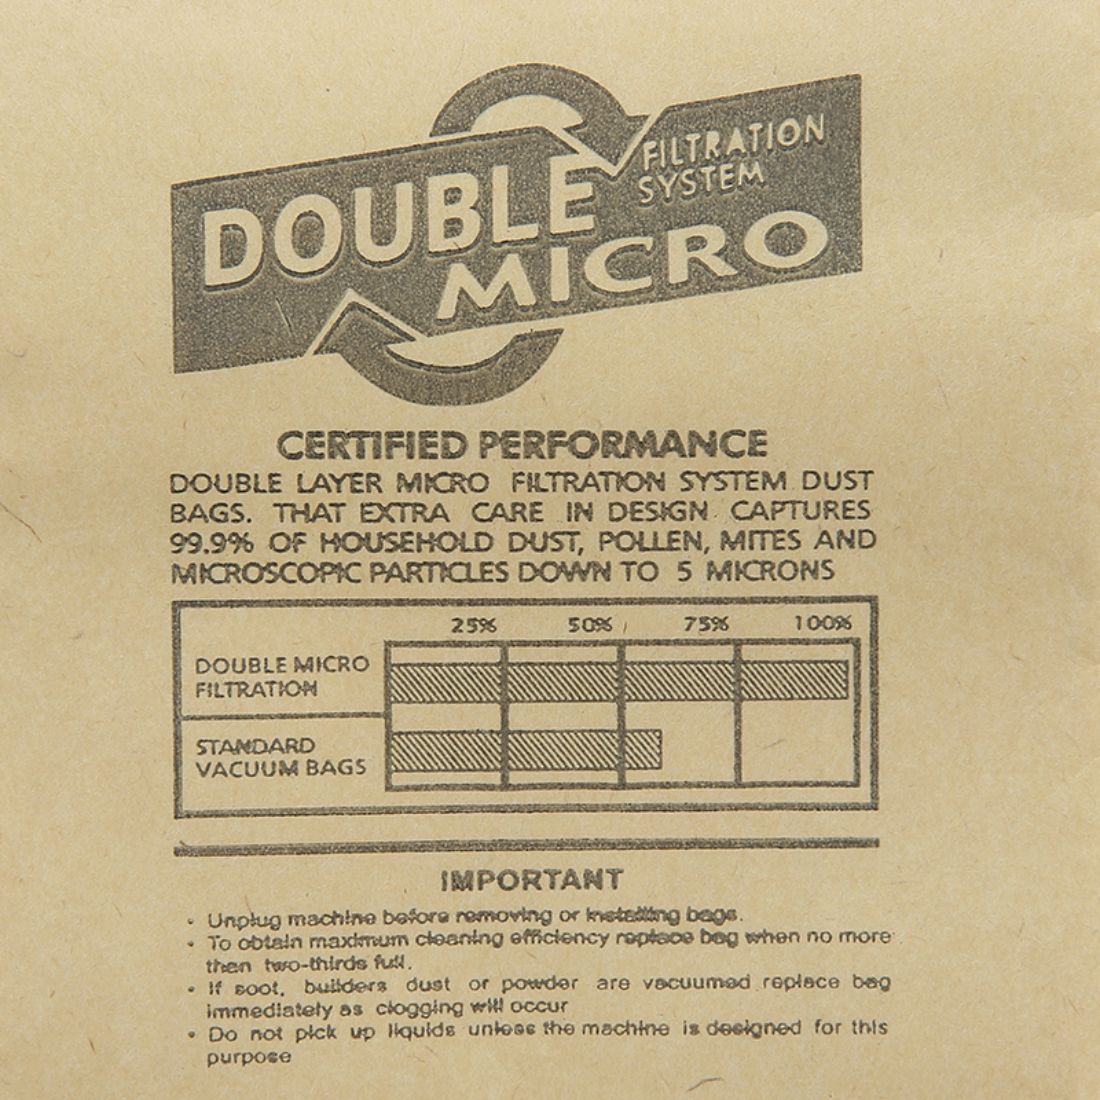 DOUBLE
FILTRATION
SYSTEM
MICRO
CERTIFIED PERFORMANCE
DOUBLE LAYER MICRO FILTRATION SYSTEM DUST
BAGS. THAT EXTRA CARE IN DESIGN CAPTURES
99.9% OF HOUSEHOLD DUST, POLLEN, MITES AND
MICROSCOPIC PARTICLES DOWN TO 5 MICRONS
25% 50% 75% 100%
DOUBLE MICRO
FILTRATION
STANDARD
VACUUM BAGS
IMPORTANT
• Unplug machine before removing or installing bags.
• To obtain maximum cleaning efficiency replace bag when no more
than two-thirds full.
• If soot, builders dust or powder are vacuumed replace bag
immediately as clogging will occur
• Do not pick up liquids unless the machine is designed for this
purpose